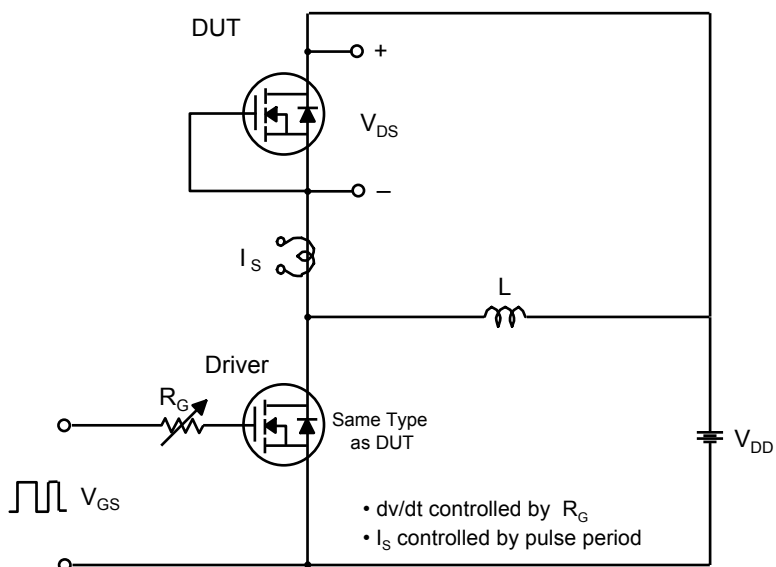 DUT
+
V_DS
–
I_S
L
Driver
R_G
Same Type
as DUT
V_DD
V_GS
• dv/dt controlled by R_G
• I_S controlled by pulse period